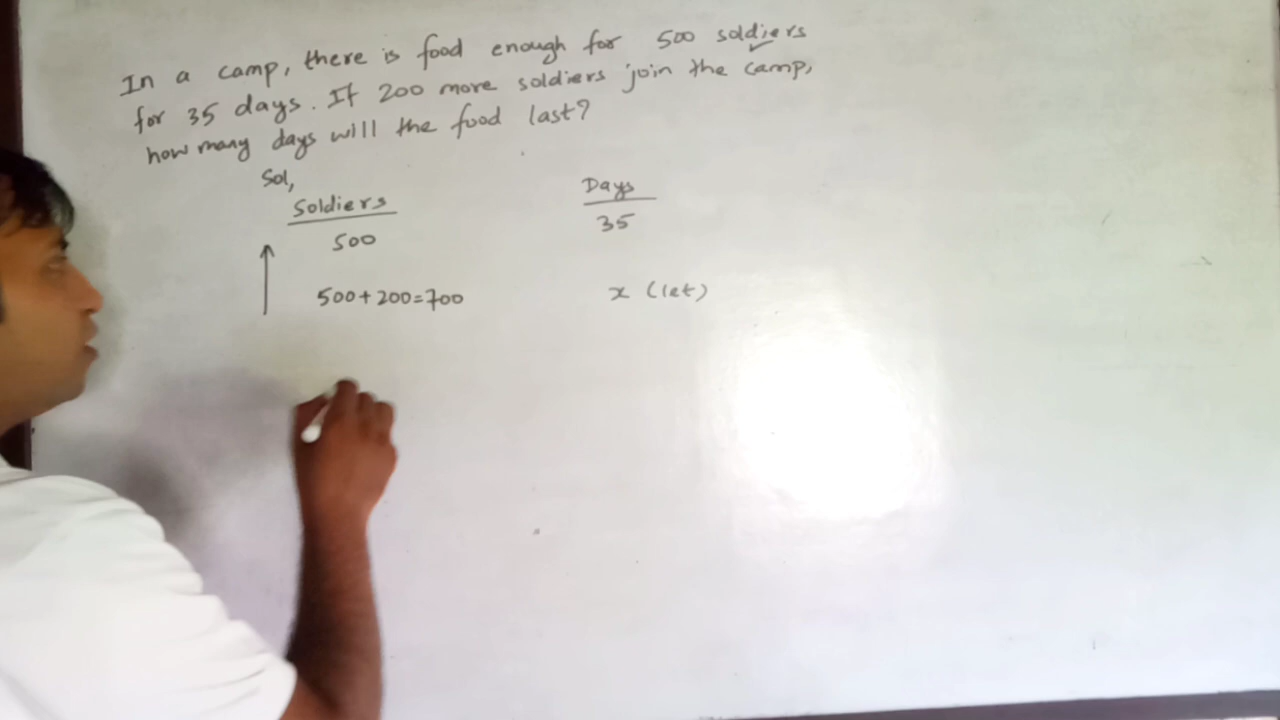 In a camp, there is food enough for 500 soldiers
for 35 days. If 200 more soldiers join the camp,
how many days will the food last?
Sol,
Soldiers Days
500 35
500+200=700 x (let)